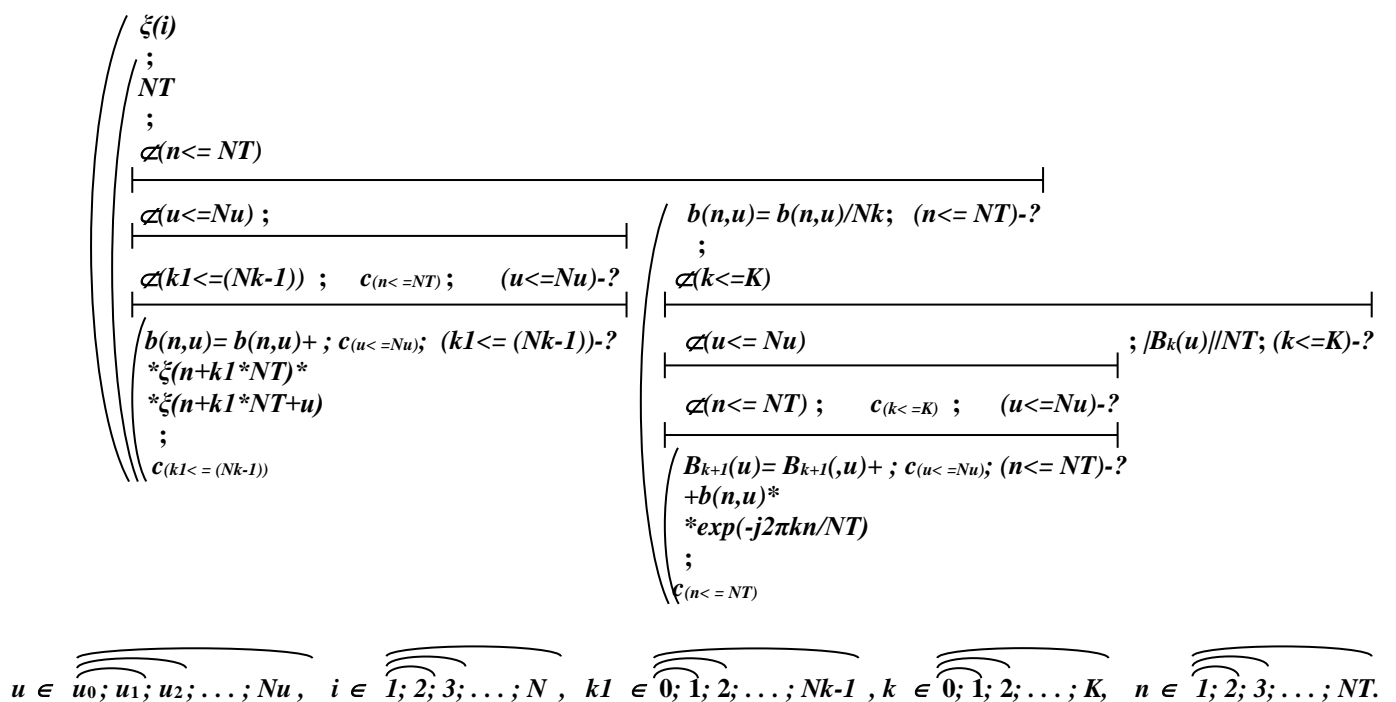 ξ(i)
;
NT
;
⊄(n<= NT)
⊄(u<=Nu) ;
b(n,u)= b(n,u)/Nk; (n<= NT)-?
;
⊄(k1<=(Nk-1)) ; c(n< =NT) ; (u<=Nu)-?
⊄(k<=K)
b(n,u)= b(n,u)+ ; c(u< =Nu); (k1<= (Nk-1))-?
*ξ(n+k1*NT)*
*ξ(n+k1*NT+u)
;
c(k1< = (Nk-1))
⊄(u<= Nu) ; |Bk(u)|/NT; (k<=K)-?
⊄(n<= NT) ; c(k< =K) ; (u<=Nu)-?
Bk+1(u)= Bk+1(,u)+ ; c(u< =Nu); (n<= NT)-?
+b(n,u)*
*exp(-j2πkn/NT)
;
c(n< = NT)
u ∈ u0; u1; u2; . . . ; Nu , i ∈ 1; 2; 3; . . . ; N , k1 ∈ 0; 1; 2; . . . ; Nk-1 , k ∈ 0; 1; 2; . . . ; K, n ∈ 1; 2; 3; . . . ; NT.